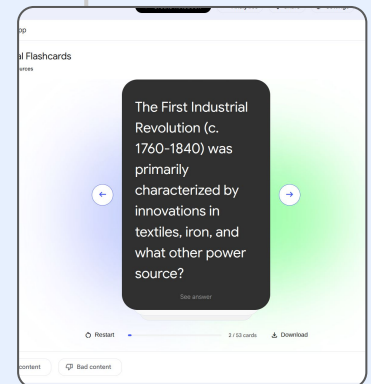 op
al Flashcards
urces
The First Industrial
Revolution (c.
1760-1840) was
primarily
characterized by
innovations in
textiles, iron, and
what other power
source?
See answer
Restart
2 / 53 cards
Download
content
Bad content